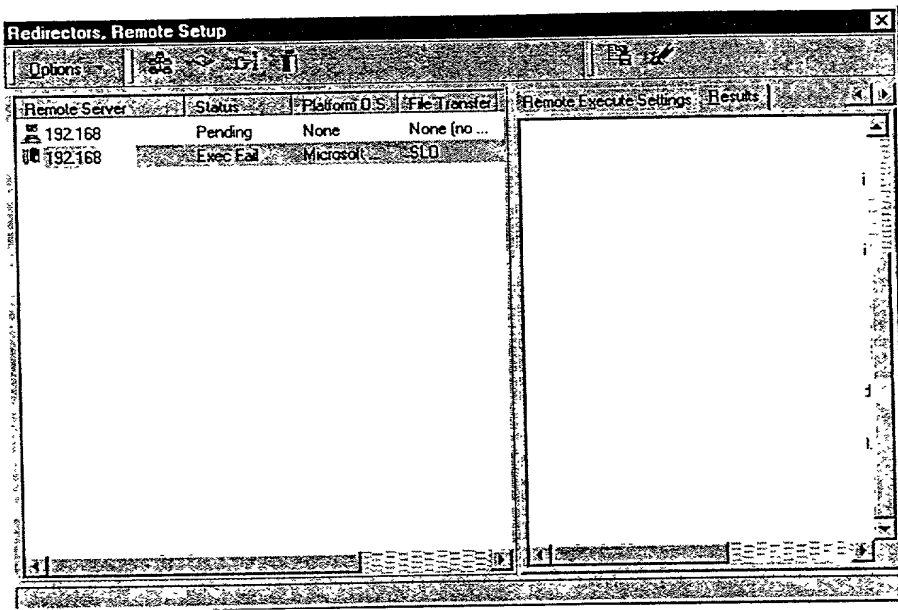 Redirectors, Remote Setup
Options
Remote Server Status Platform O.S. File Transfer
192.168 Pending None None (no ...
192.168 Exec Fail Microsoft ... SLD
Remote Execute Settings Results